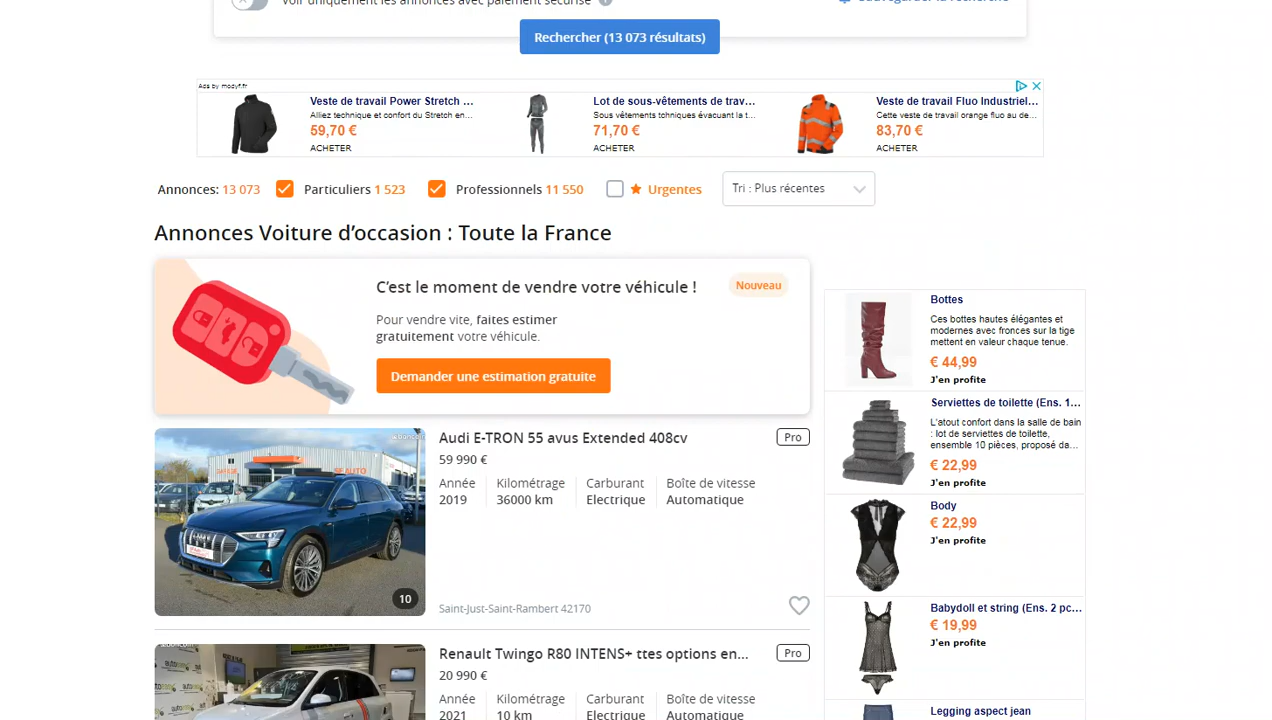 Voir uniquement les annonces avec paiement sécurisé
Sauvegarder la recherche
Rechercher (13 073 résultats)
Ads by modyf.fr
Veste de travail Power Stretch ...
Alliez technique et confort du Stretch en...
59,70 €
ACHETER
Lot de sous-vêtements de trav...
Sous vêtements tchniques évacuant la t...
71,70 €
ACHETER
Veste de travail Fluo Industriel...
Cette veste de travail orange fluo au de...
83,70 €
ACHETER
Annonces: 13 073
Particuliers 1 523
Professionnels 11 550
Urgentes
Tri : Plus récentes
Annonces Voiture d’occasion : Toute la France
C’est le moment de vendre votre véhicule !
Nouveau
Pour vendre vite, faites estimer
gratuitement votre véhicule.
Demander une estimation gratuite
Audi E-TRON 55 avus Extended 408cv
Pro
59 990 €
Année Kilométrage Carburant Boîte de vitesse
2019 36000 km Electrique Automatique
10
Saint-Just-Saint-Rambert 42170
Renault Twingo R80 INTENS+ ttes options en...
Pro
20 990 €
Année Kilométrage Carburant Boîte de vitesse
2021 10 km Electrique Automatique
Bottes
Ces bottes hautes élégantes et
modernes avec fronces sur la tige
mettent en valeur chaque tenue.
€ 44,99
J'en profite
Serviettes de toilette (Ens. 1...
L'atout confort dans la salle de bain
: lot de serviettes de toilette,
ensemble 10 pièces, proposé da...
€ 22,99
J'en profite
Body
€ 22,99
J'en profite
Babydoll et string (Ens. 2 pc...
€ 19,99
J'en profite
Legging aspect jean